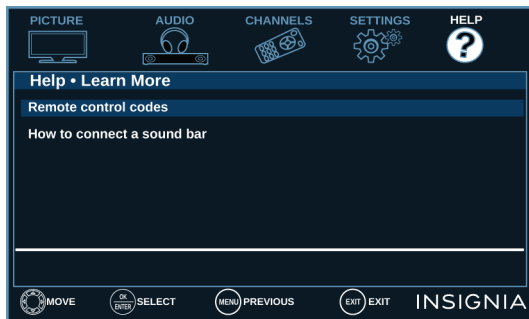 PICTURE AUDIO CHANNELS SETTINGS HELP
?
Help • Learn More
Remote control codes
How to connect a sound bar
MOVE OK ENTER SELECT MENU PREVIOUS EXIT EXIT INSIGNIA